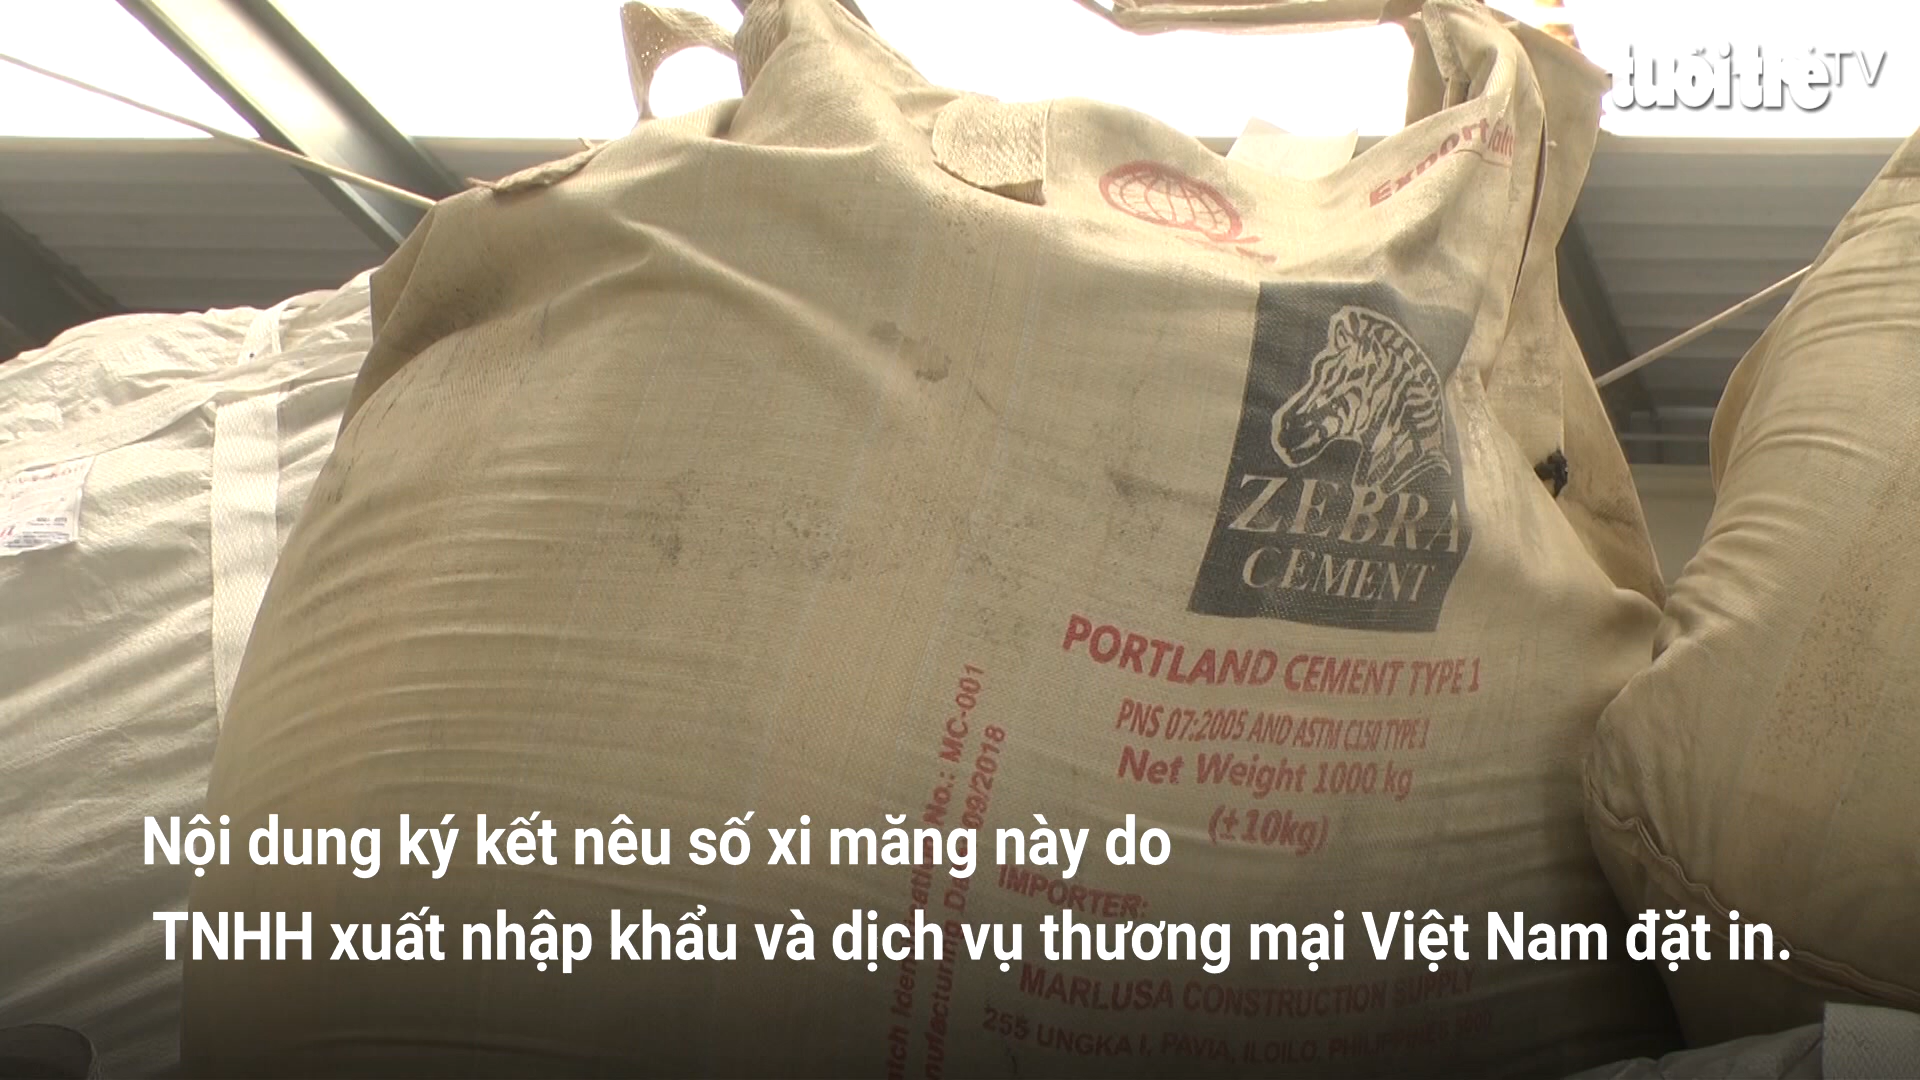 tuổi trẻ TV
Export
ZEBRA
CEMENT
PORTLAND CEMENT TYPE 1
PNS 07:2005 AND ASTM C150 TYPE 1
Net Weight 1000 kg
(±10kg)
IMPORTER:
MARLUSA CONSTRUCTION SUPPLY
255 UNGKA I, PAVIA, ILOILO, PHILIPPINES 5000
No.: MC-001
09/2018
Nội dung ký kết nêu số xi măng này do
TNHH xuất nhập khẩu và dịch vụ thương mại Việt Nam đặt in.